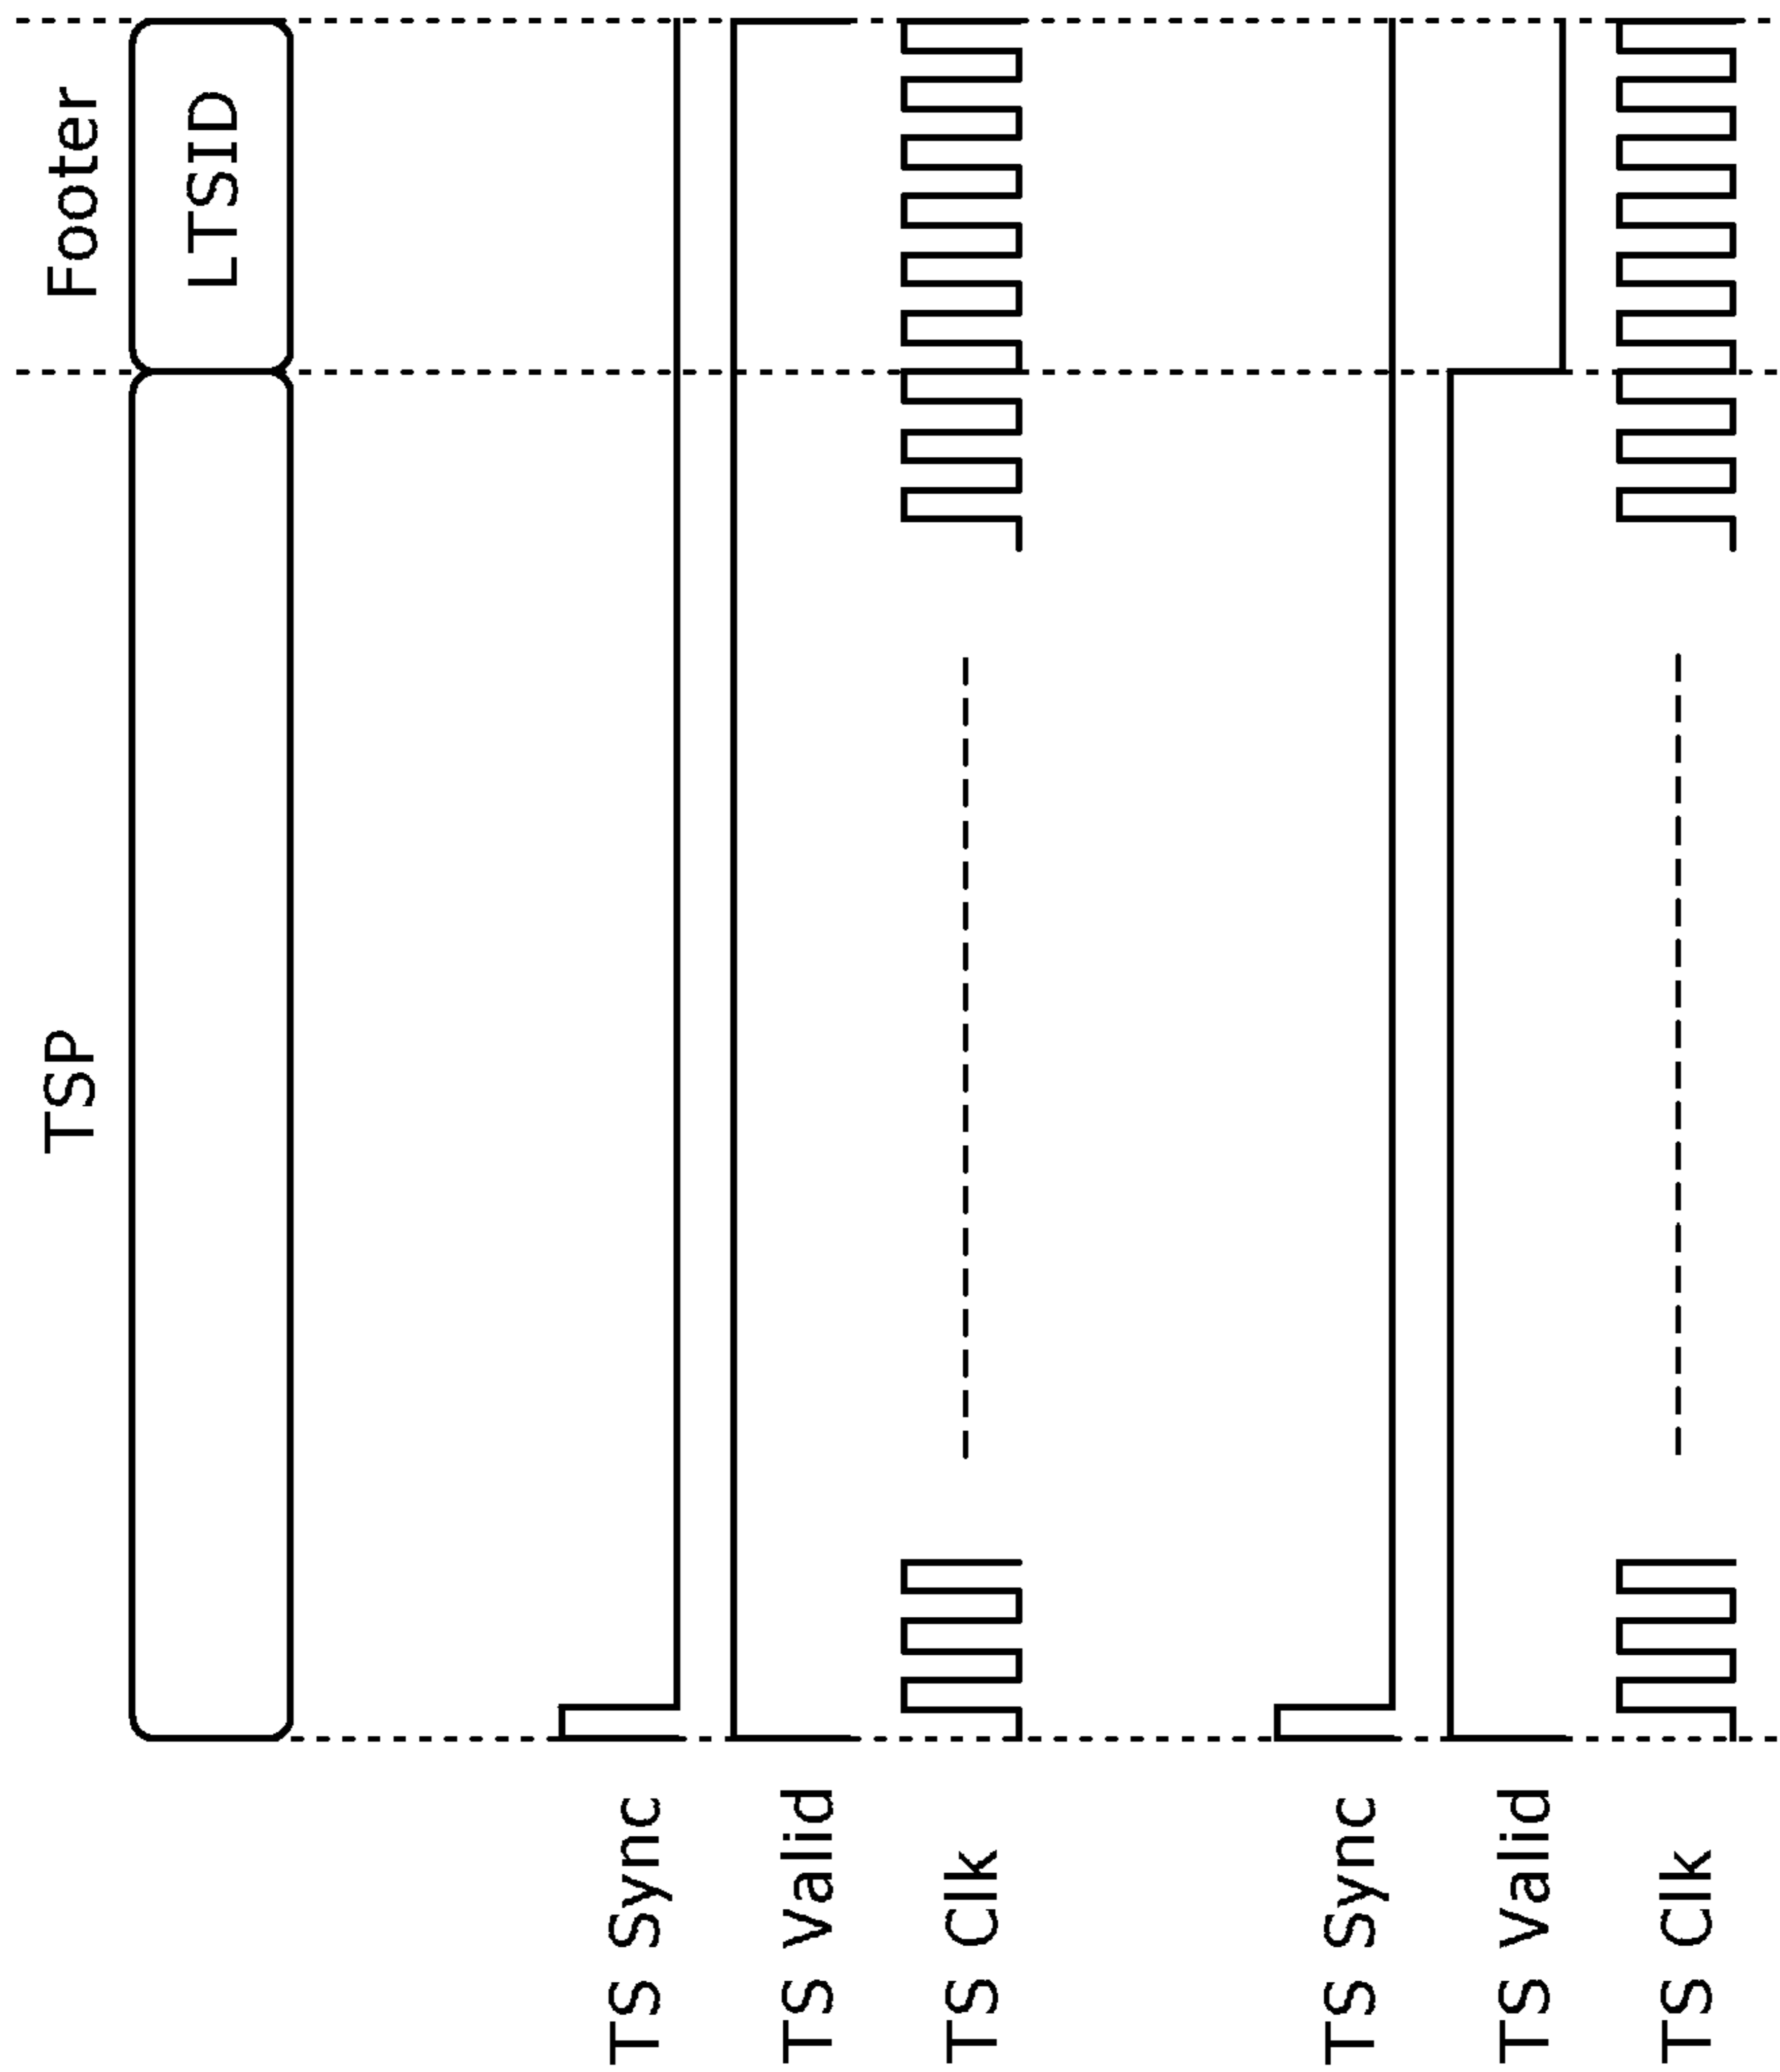 TSP
Footer
LTSID
TS Sync
TS Valid
TS Clk
TS Sync
TS Valid
TS Clk